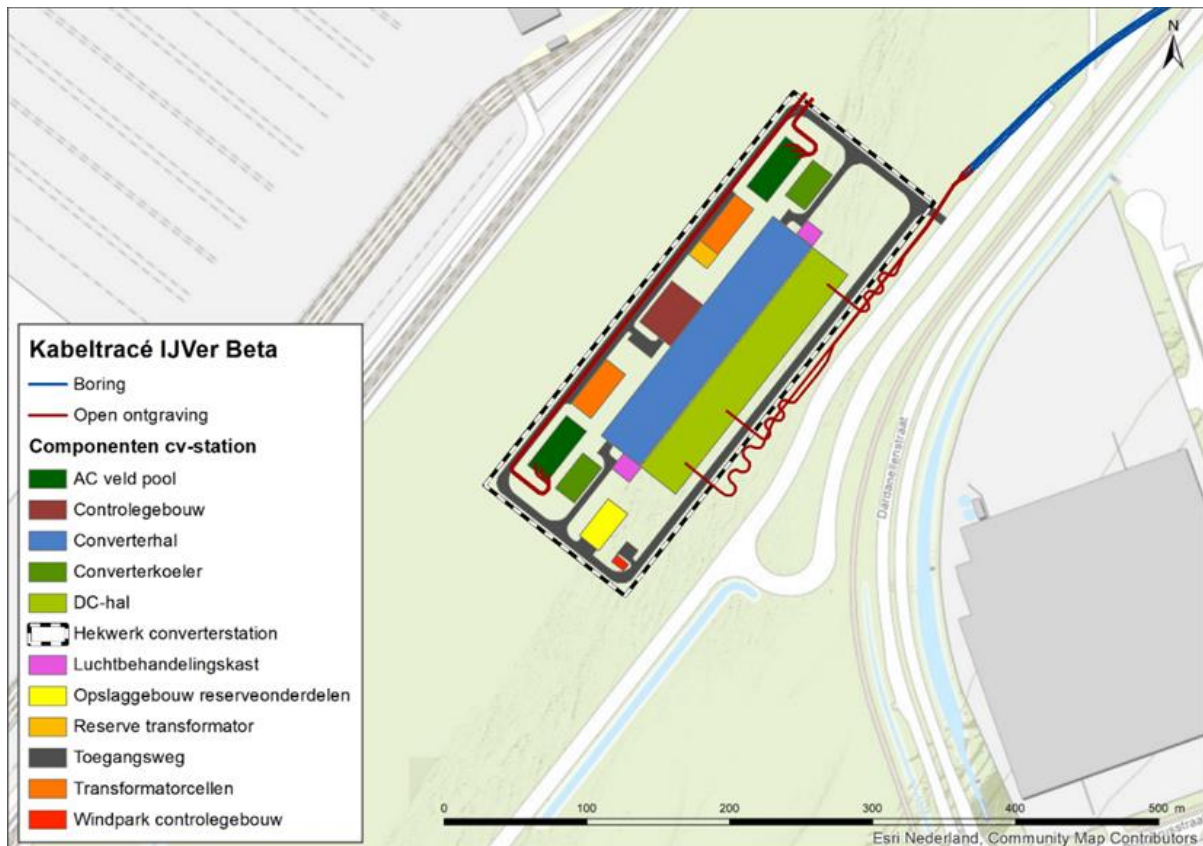 N
Kabeltracé IJVer Beta
Boring
Open ontgraving
Componenten cv-station
AC veld pool
Controlegebouw
Converterhal
Converterkoeler
DC-hal
Hekwerk converterstation
Luchtbehandelingskast
Opslaggebouw reserveonderdelen
Reserve transformator
Toegangsweg
Transformatorcellen
Windpark controlegebouw
Dardanellenstraat
0 100 200 300 400 500 m
Esri Nederland, Community Map Contributors